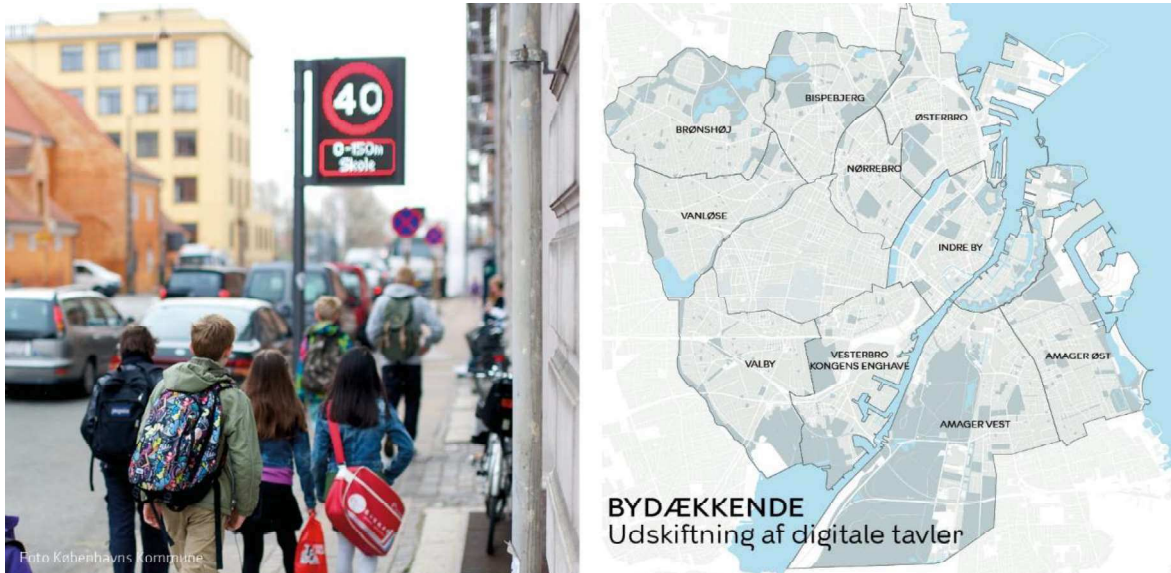 40
0-150m
Skole
Foto Københavns Kommune
BRØNSHØJ
BISPEBJERG
ØSTERBRO
NØRREBRO
VANLØSE
INDRE BY
VALBY
VESTERBRO
KONGENS ENGHAVE
AMAGER ØST
AMAGER VEST
BYDÆKKENDE
Udskiftning af digitale tavler